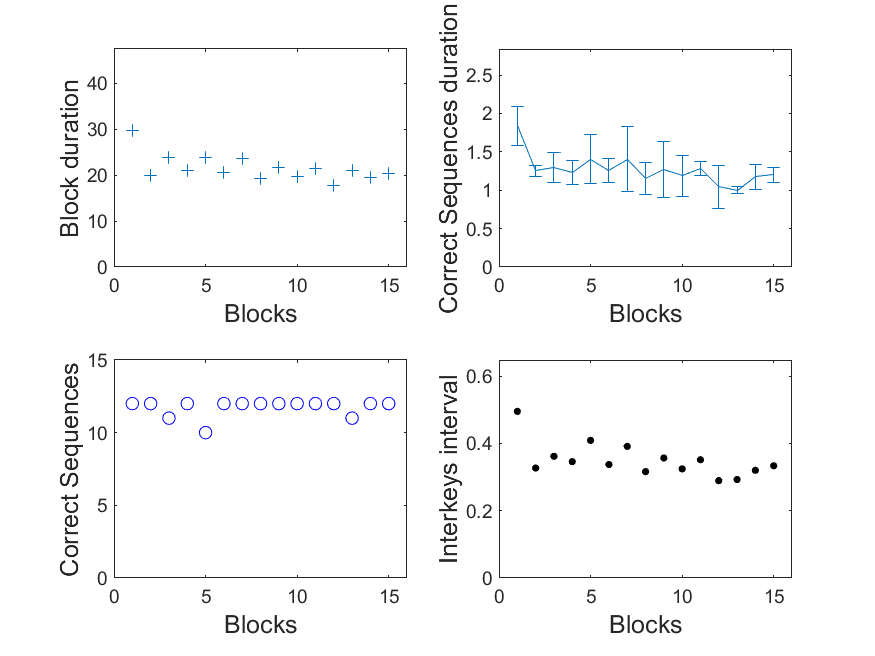 Block duration
40
30
20
10
0
0 5 10 15
Blocks
Correct Sequences duration
2.5
2
1.5
1
0.5
0
0 5 10 15
Blocks
Correct Sequences
15
10
5
0
0 5 10 15
Blocks
Interkeys interval
0.6
0.4
0.2
0
0 5 10 15
Blocks